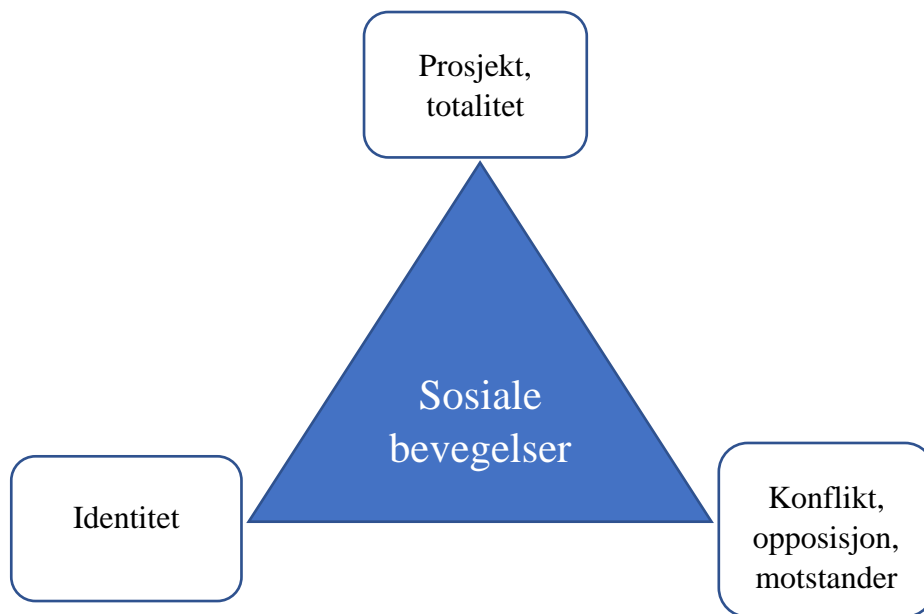 Prosjekt,
totalitet
Sosiale
bevegelser
Identitet
Konflikt,
opposisjon,
motstander